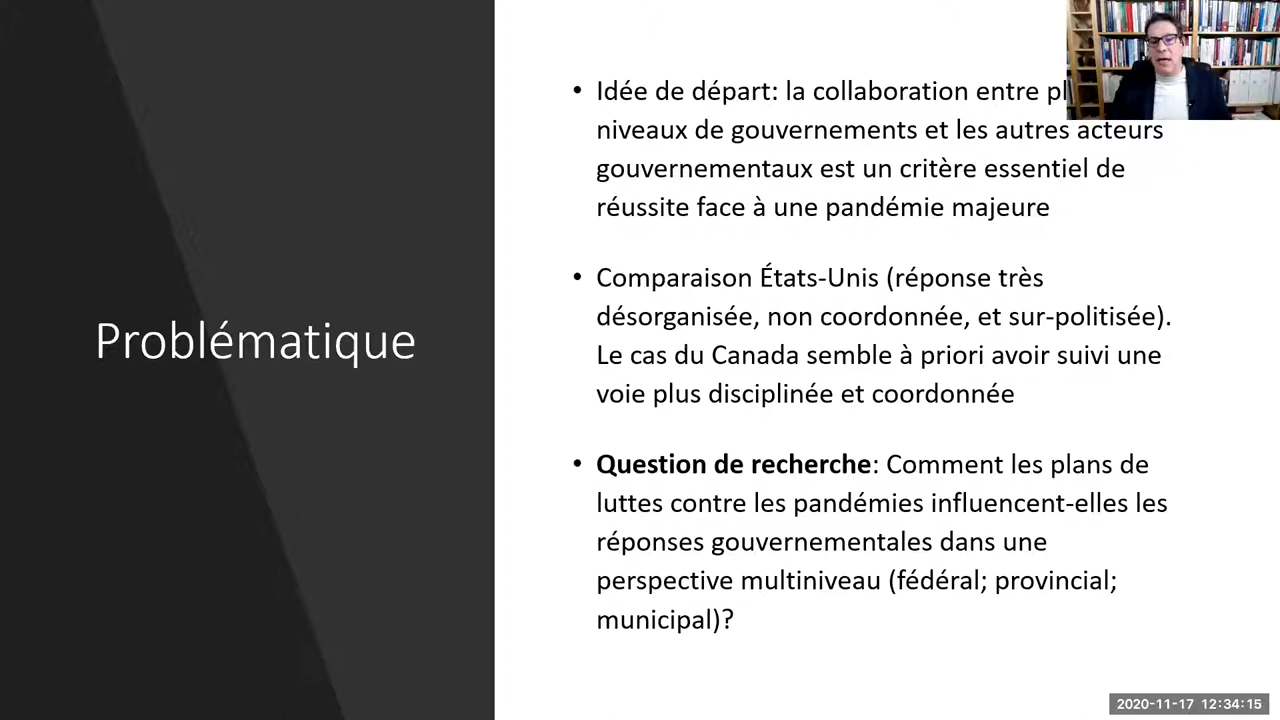 Problématique
• Idée de départ: la collaboration entre
niveaux de gouvernements et les autres acteurs
gouvernementaux est un critère essentiel de
réussite face à une pandémie majeure
• Comparaison États-Unis (réponse très
désorganisée, non coordonnée, et sur-politisée).
Le cas du Canada semble à priori avoir suivi une
voie plus disciplinée et coordonnée
• Question de recherche: Comment les plans de
luttes contre les pandémies influencent-elles les
réponses gouvernementales dans une
perspective multiniveau (fédéral; provincial;
municipal)?
2020-11-17 12:34:15